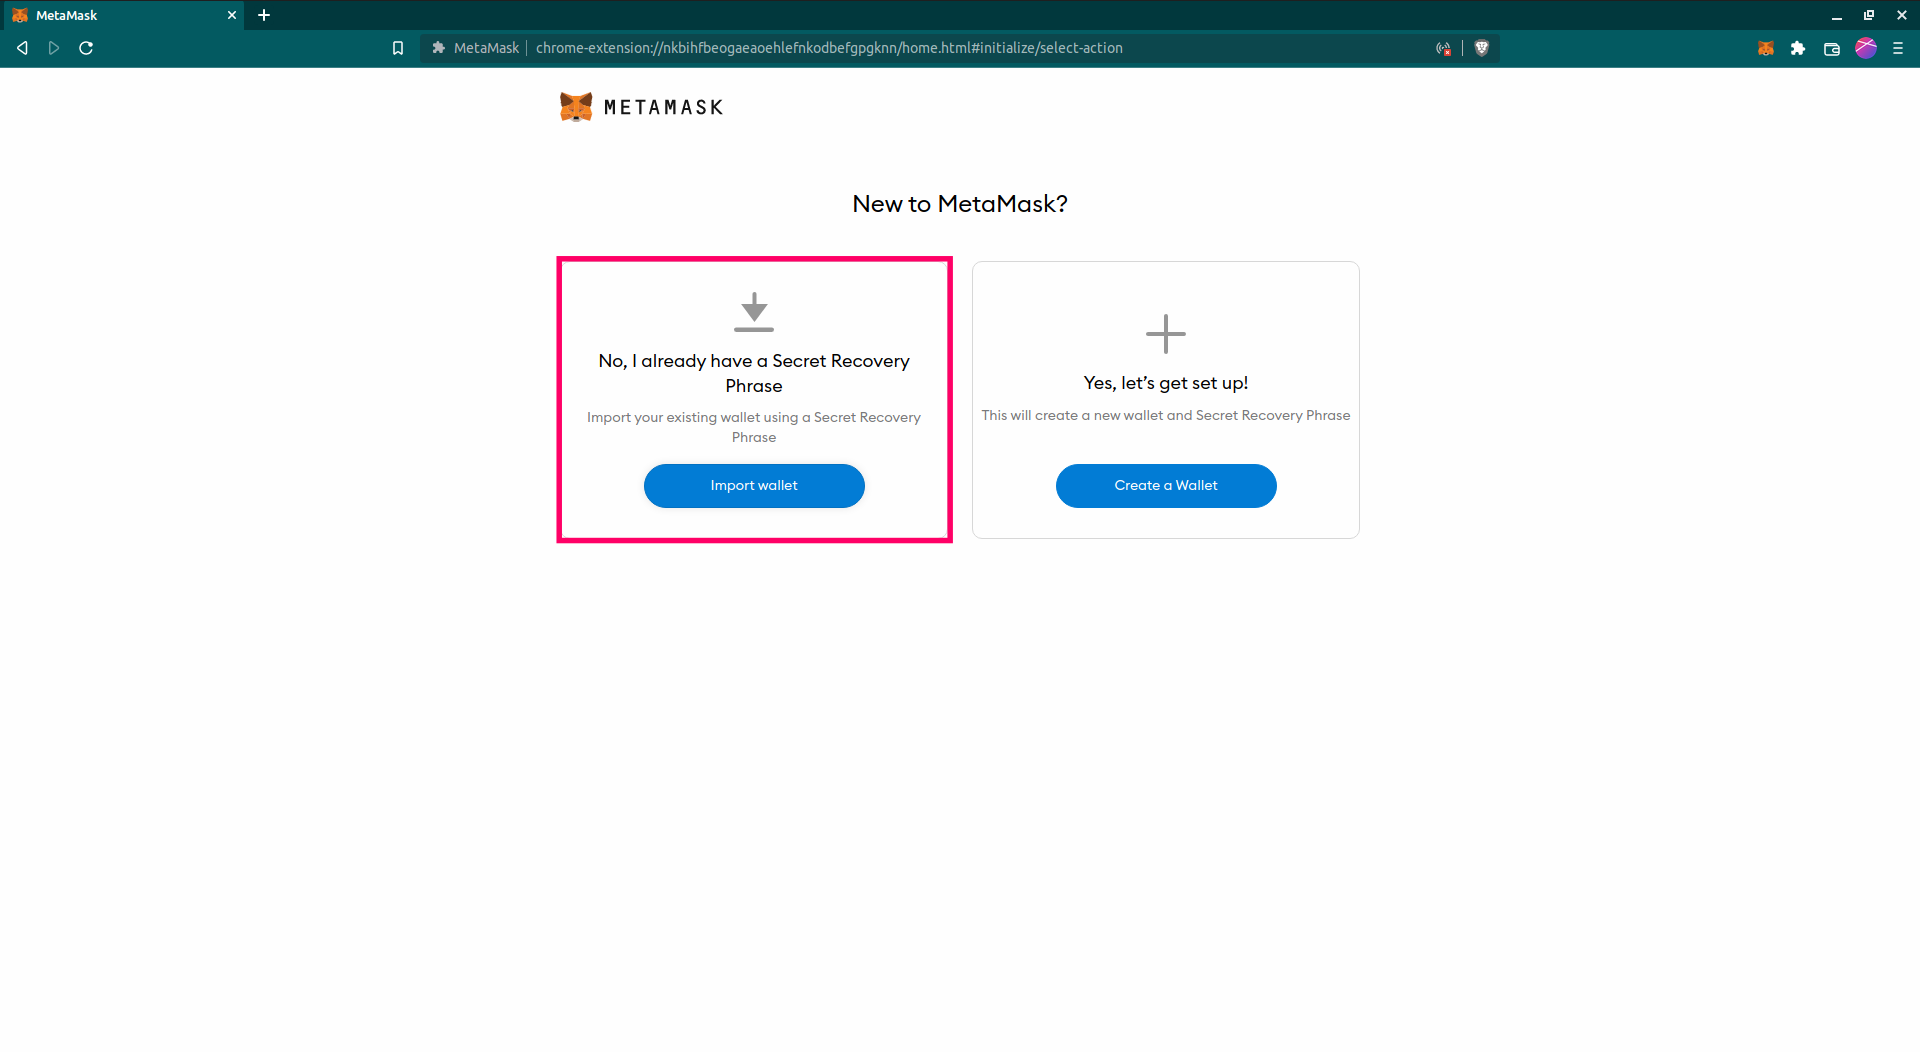 MetaMask
MetaMask chrome-extension://nkbihfbeogaeaoehlefnkodbefgpgknn/home.html#initialize/select-action
METAMASK
New to MetaMask?
No, I already have a Secret Recovery
Phrase
Import your existing wallet using a Secret Recovery
Phrase
Import wallet
Yes, let’s get set up!
This will create a new wallet and Secret Recovery Phrase
Create a Wallet